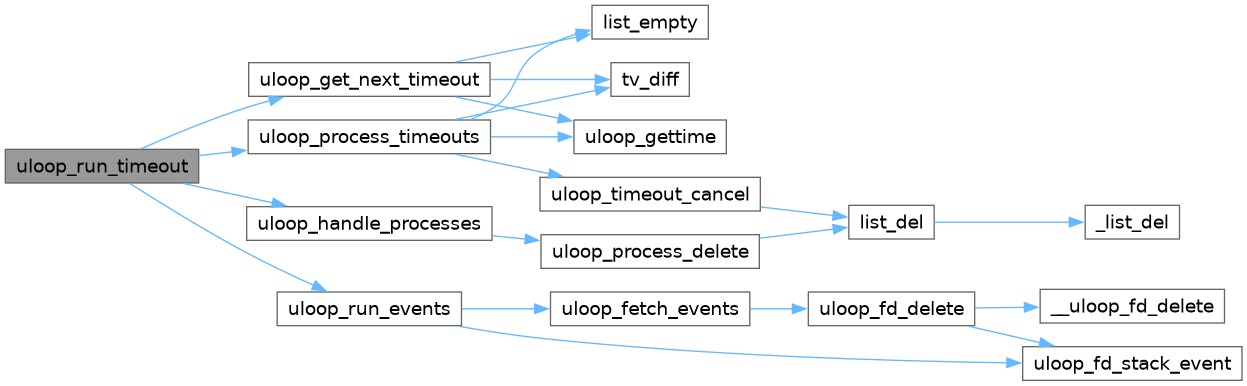 uloop_run_timeout
uloop_get_next_timeout
list_empty
tv_diff
uloop_gettime
uloop_process_timeouts
uloop_timeout_cancel
list_del
_list_del
uloop_handle_processes
uloop_process_delete
uloop_run_events
uloop_fetch_events
uloop_fd_delete
__uloop_fd_delete
uloop_fd_stack_event